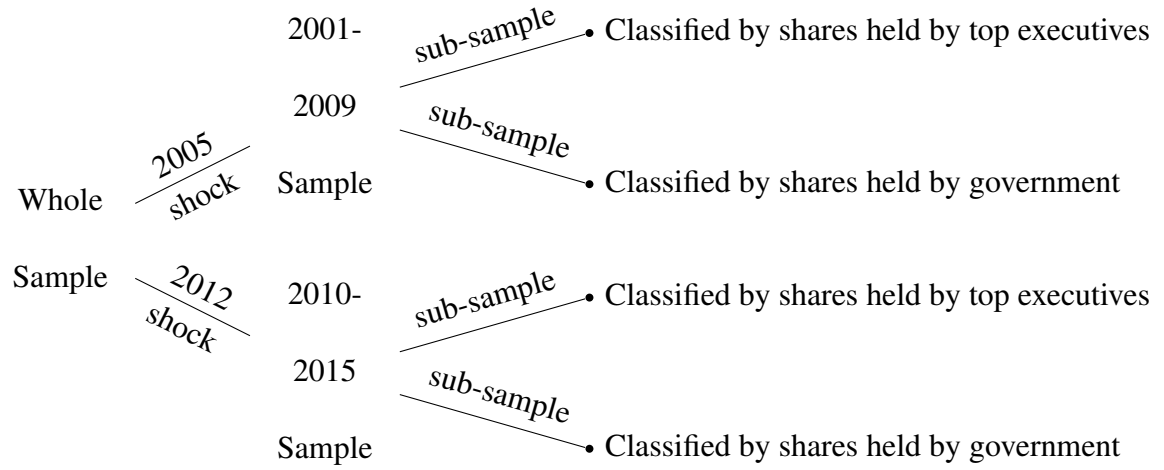 Whole
Sample
2005
shock
2012
shock
2001-
2009
Sample
sub-sample
Classified by shares held by top executives
sub-sample
Classified by shares held by government
2010-
2015
Sample
sub-sample
Classified by shares held by top executives
sub-sample
Classified by shares held by government